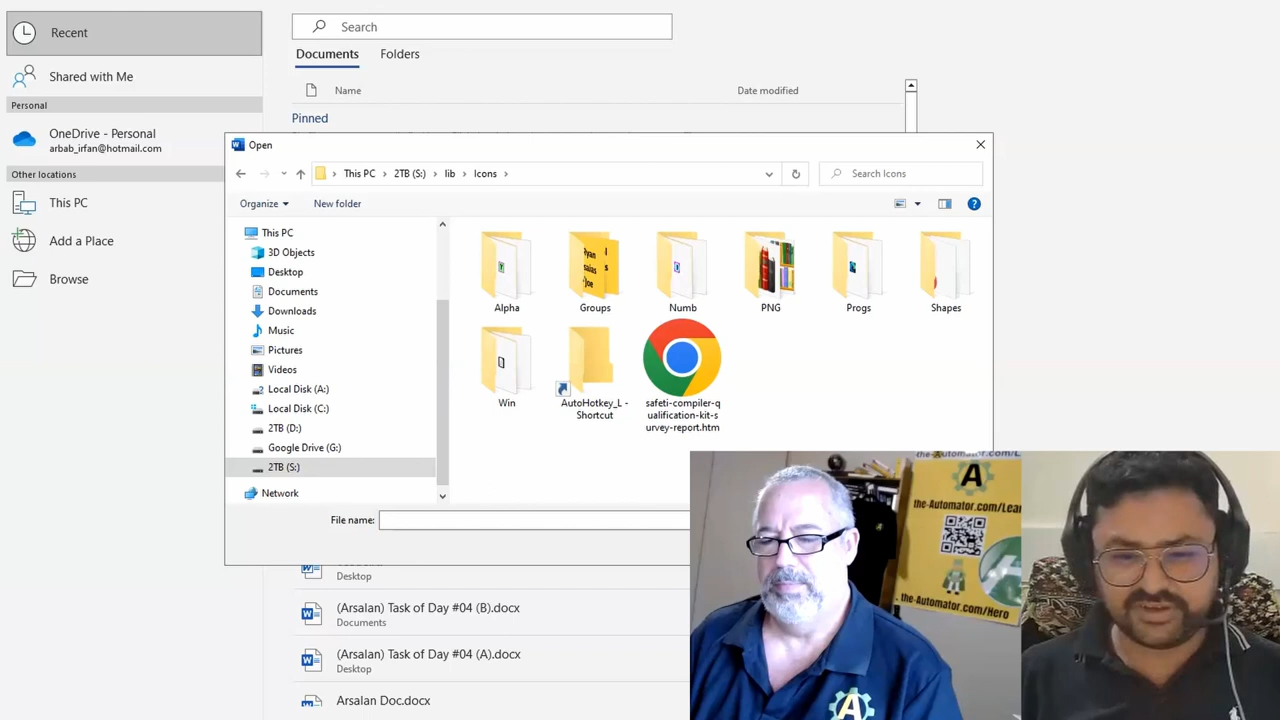 Recent
Shared with Me
Personal
OneDrive - Personal
arbab_irfan@hotmail.com
Other locations
This PC
Add a Place
Browse
Search
Documents
Folders
Name
Date modified
Pinned
Open
This PC
2TB (S:)
lib
Icons
Search Icons
Organize
New folder
This PC
3D Objects
Desktop
Documents
Downloads
Music
Pictures
Videos
Local Disk (A:)
Local Disk (C:)
2TB (D:)
Google Drive (G:)
2TB (S:)
Network
Alpha
Groups
Numb
PNG
Progs
Shapes
Win
AutoHotkey_L -
Shortcut
safeti-compiler-q
ualification-kit-s
urvey-report.htm
File name:
Desktop
(Arsalan) Task of Day #04 (B).docx
Documents
(Arsalan) Task of Day #04 (A).docx
Desktop
Arsalan Doc.docx
the-Automator.com/Lea
the-Automator.com/Lear
the-Automator.com/Hero